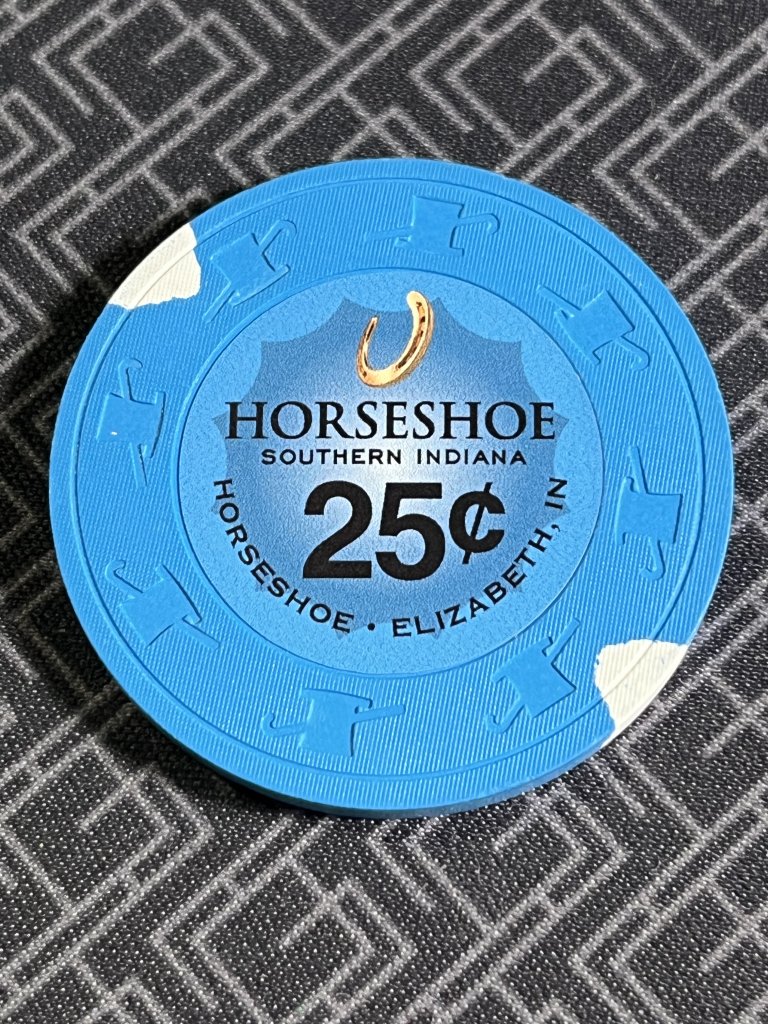 HORSESHOE
SOUTHERN INDIANA
25¢
HORSESHOE • ELIZABETH, IN